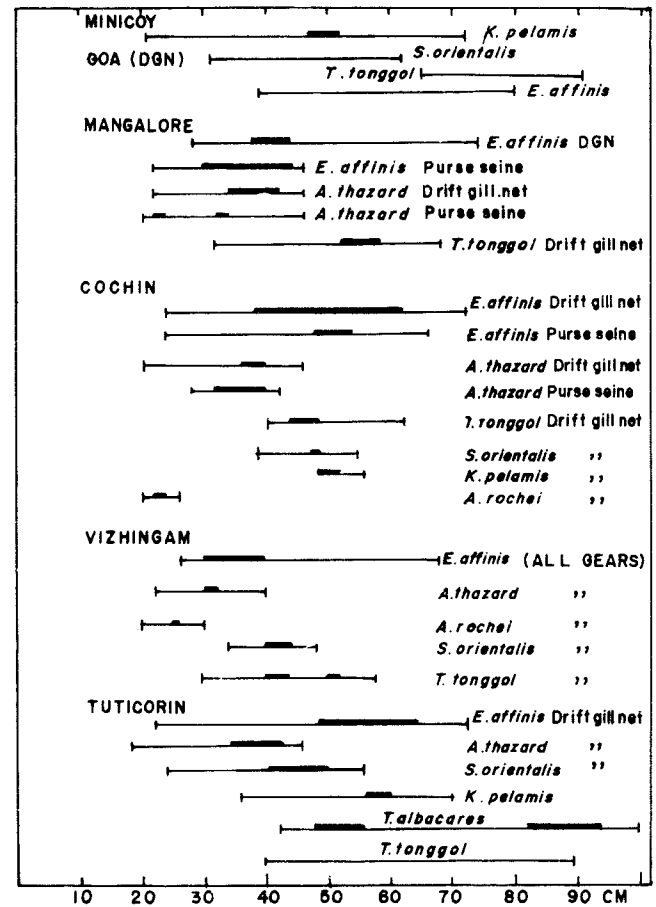 MINICOY
K. pelamis
GOA (DGN)
S. orientalis
T. tonggol
E. affinis
MANGALORE
E. affinis DGN
E. affinis Purse seine
A. thazard Drift gill.net
A. thazard Purse seine
T. tonggol Drift gill net
COCHIN
E. affinis Drift gill net
E. affinis Purse seine
A. thazard Drift gill net
A. thazard Purse seine
T. tonggol Drift gill net
S. orientalis ,,
K. pelamis ,,
A. rochei ,,
VIZHINGAM
E. affinis (ALL GEARS)
A. thazard ,,
A. rochei ,,
S. orientalis ,,
T. tonggol ,,
TUTICORIN
E. affinis Drift gill net
A. thazard ,,
S. orientalis ,,
K. pelamis
T. albacares
T. tonggol
10 20 30 40 50 60 70 80 90 CM